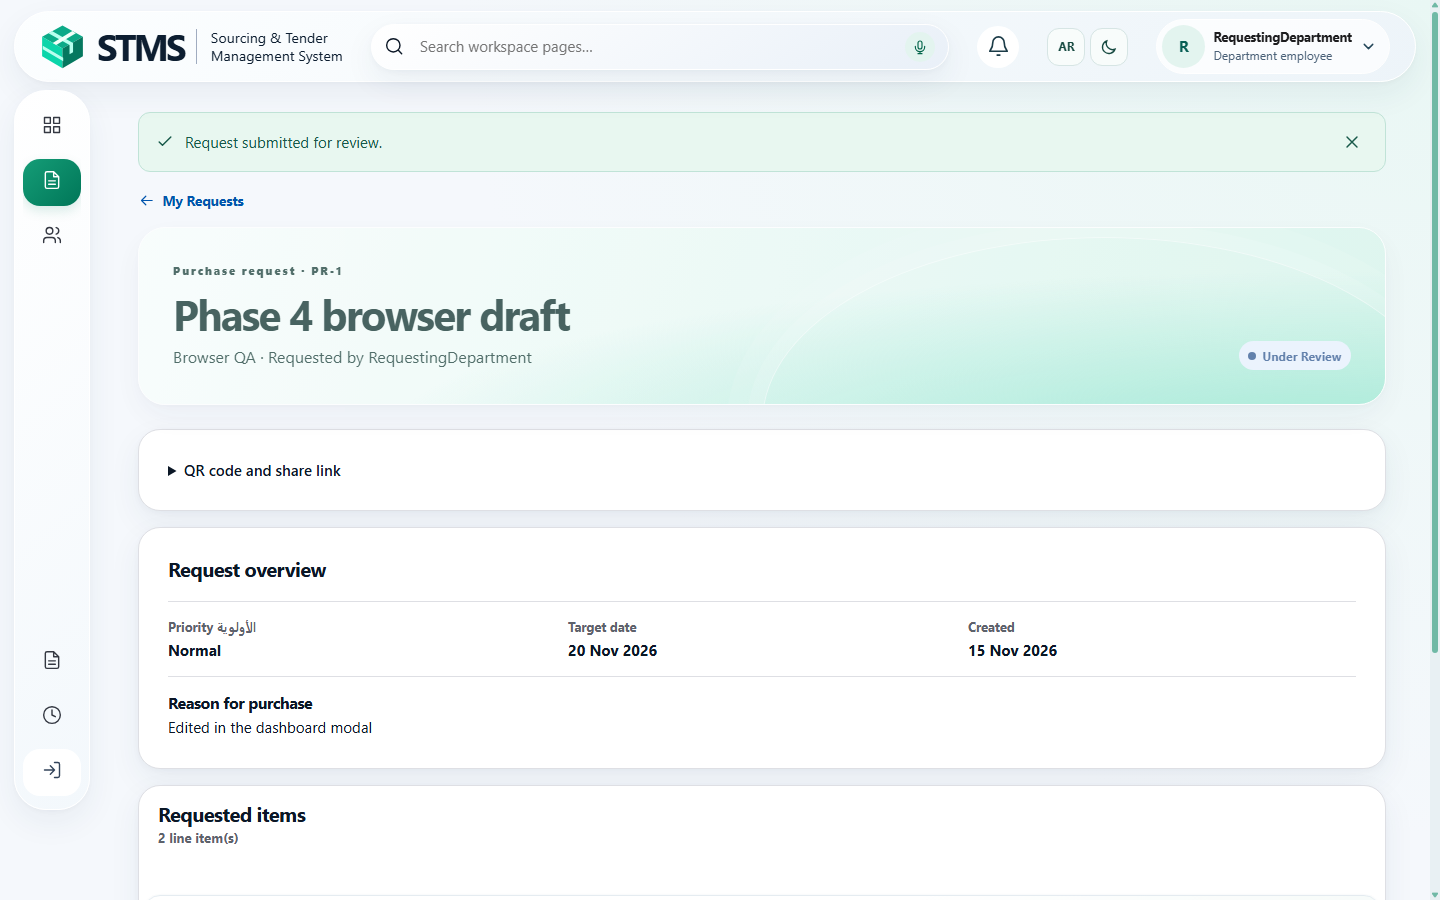 STMS
Sourcing & Tender
Management System
Search workspace pages...
AR
R
RequestingDepartment
Department employee
Request submitted for review.
My Requests
Purchase request · PR-1
Phase 4 browser draft
Browser QA · Requested by RequestingDepartment
Under Review
QR code and share link
Request overview
Priority الأولوية
Normal
Target date
20 Nov 2026
Created
15 Nov 2026
Reason for purchase
Edited in the dashboard modal
Requested items
2 line item(s)